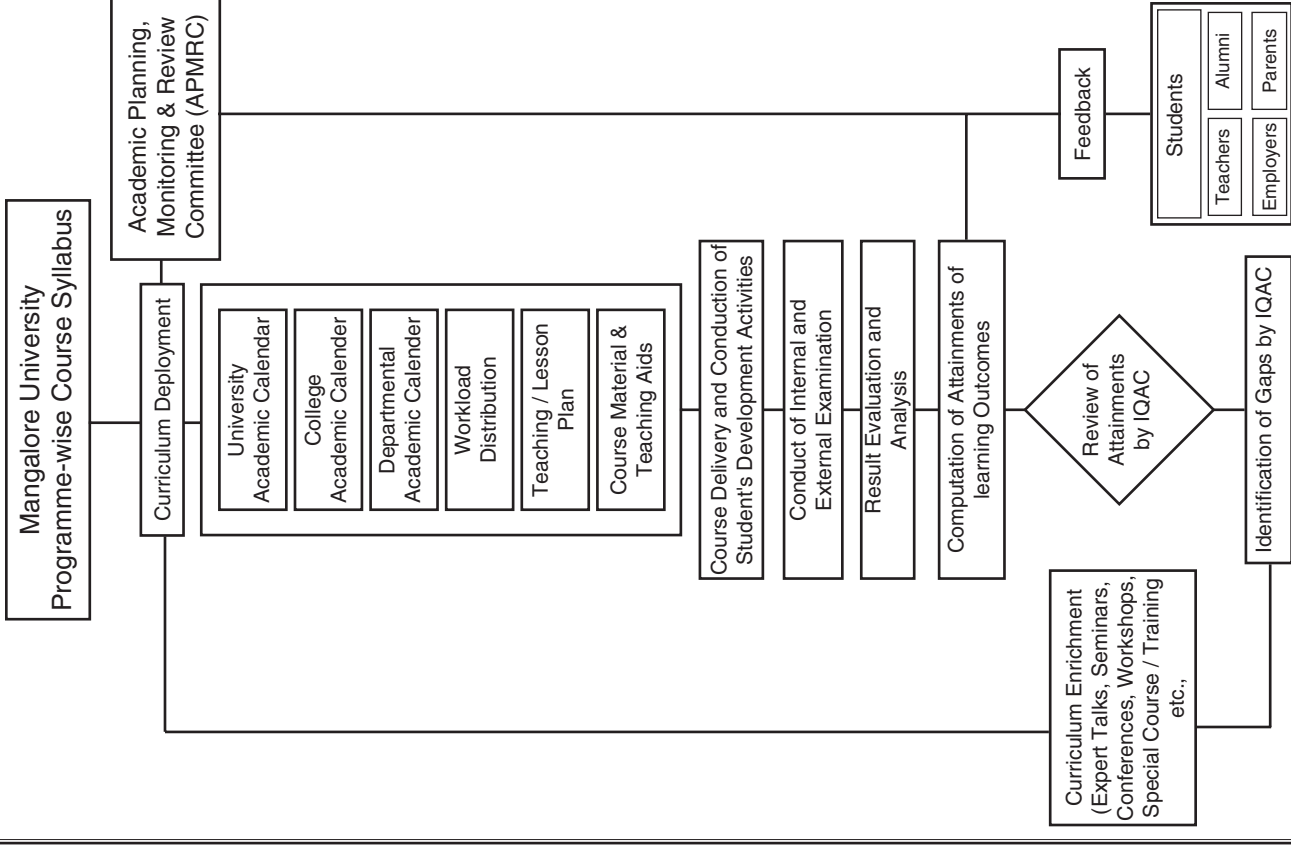 Mangalore University
Programme-wise Course Syllabus
Academic Planning,
Monitoring & Review
Committee (APMRC)
Curriculum Deployment
University
Academic Calendar
College
Academic Calender
Departmental
Academic Calender
Workload
Distribution
Teaching / Lesson
Plan
Course Material &
Teaching Aids
Course Delivery and Conduction of
Student's Development Activities
Conduct of Internal and
External Examination
Result Evaluation and
Analysis
Computation of Attainments of
learning Outcomes
Review of
Attainments
by IQAC
Identification of Gaps by IQAC
Curriculum Enrichment
(Expert Talks, Seminars,
Conferences, Workshops,
Special Course / Training
etc.,
Feedback
Students
Teachers
Alumni
Employers
Parents